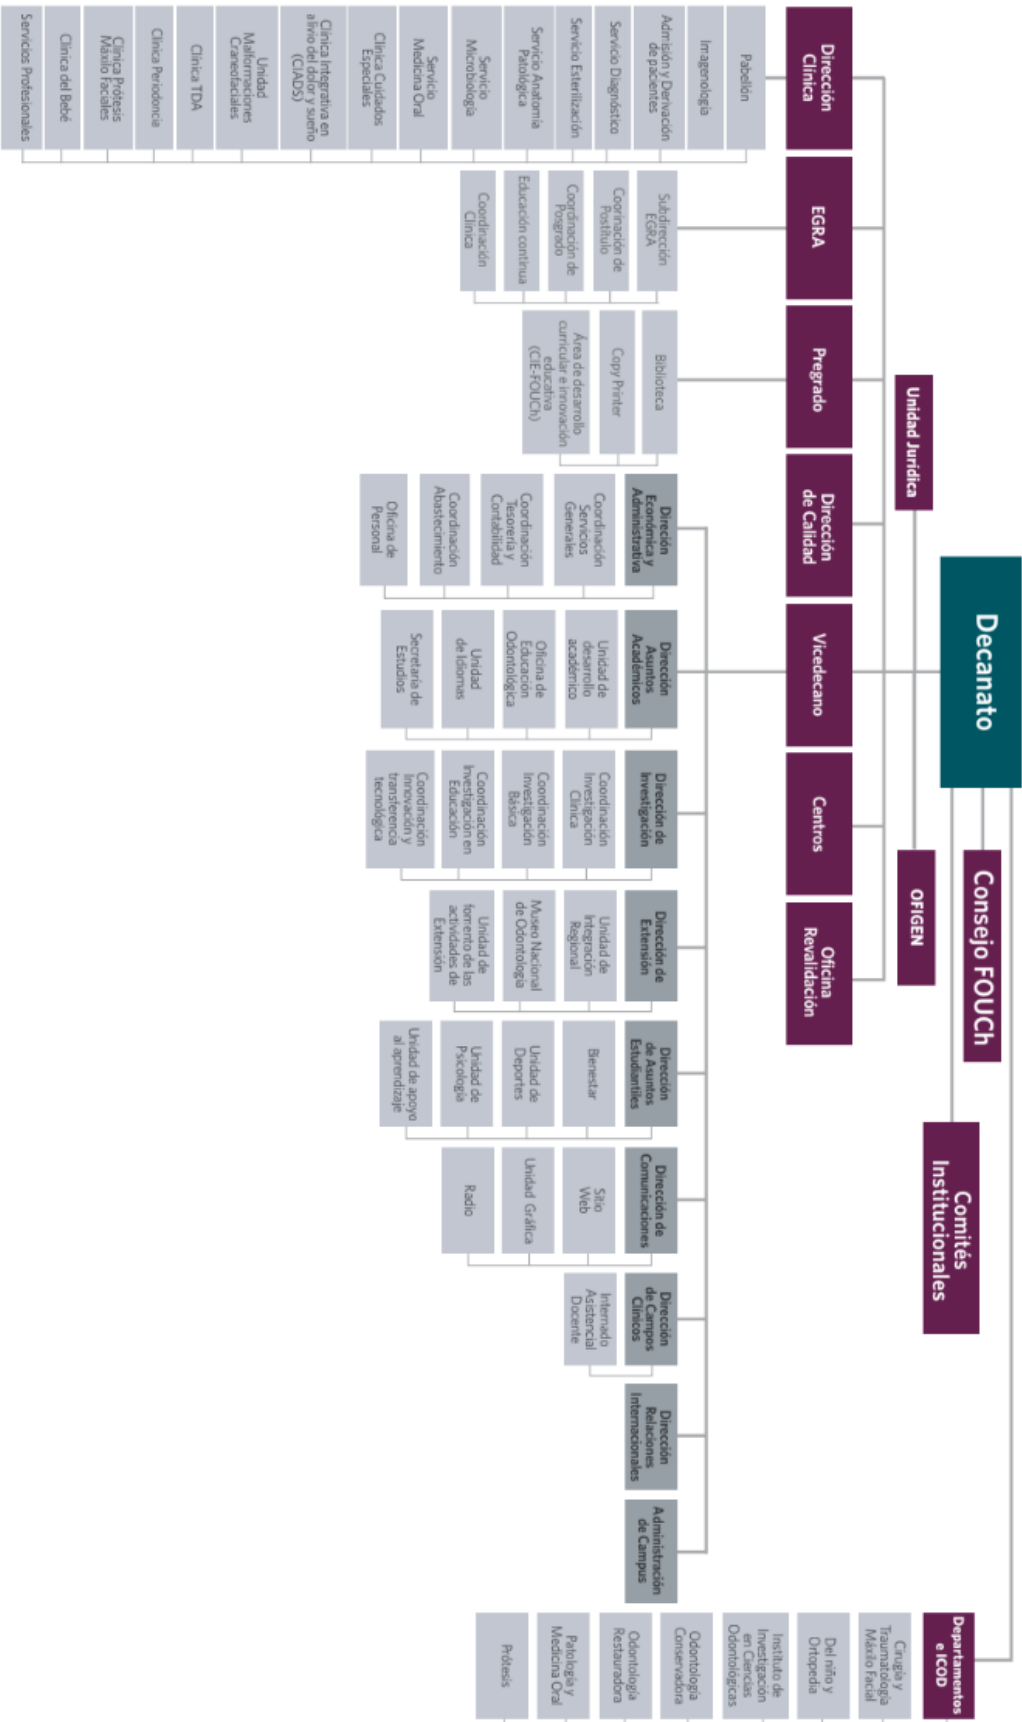 Decanato
Consejo FOUCh
Comités
Institucionales
Unidad Jurídica
OFIGEN
Dirección
Clínica
EGRA
Pregrado
Dirección
de Calidad
Vicedecano
Centros
Oficina
Revalidación
Departamentos
e ICOD
Pabellón
Imagenología
Admisión y Derivación
de pacientes
Servicio Diagnóstico
Servicio Esterilización
Servicio Anatomía
Patológica
Servicio
Microbiología
Servicio
Medicina Oral
Clínica Cuidados
Especiales
Clínica Integrativa en
alivio del dolor y sueño
(CIADS)
Unidad
Malformaciones
Craneofaciales
Clínica TDA
Clínica Periodoncia
Clínica Prótesis
Máxilo Faciales
Clínica del Bebé
Servicios Profesionales
Subdirección
EGRA
Coorinación de
Postítulo
Coordinación de
Posgrado
Educación continua
Coordinación
Clínica
Biblioteca
Copy Printer
Área de desarrollo
curricular e innovación
educativa
(CIE-FOUCh)
Direción
Económica y
Administrativa
Coordinación
Servicios
Generales
Coordinación
Tesorería y
Contabilidad
Coordinación
Abastecimiento
Oficina de
Personal
Dirección
Asuntos
Académicos
Unidad de
desarrollo
académico
Oficina de
Educación
Odontológica
Unidad
de Idiomas
Secretaría de
Estudios
Dirección de
Investigación
Coordinación
Investigación
Clínica
Coordinación
Investigación
Básica
Coordinación
Investigación en
Educación
Coordinación
Innovación y
transferencia
tecnológica
Dirección de
Extensión
Unidad de
Integración
Regional
Museo Nacional
de Odontología
Unidad de
fomento de las
actividades de
Extensión
Dirección
de Asuntos
Estudiantiles
Bienestar
Unidad de
Deportes
Unidad de
Psicología
Unidad de apoyo
al aprendizaje
Dirección de
Comunicaciones
Sitio
Web
Unidad Gráfica
Radio
Dirección
de Campos
Clínicos
Internado
Asistencial
Docente
Dirección
Relaciones
Internacionales
Administración
de Campus
Cirugía y
Traumatología
Máxilo Facial
Del niño y
Ortopedia
Instituto de
Investigación
en Ciencias
Odontológicas
Odontología
Conservadora
Odontología
Restauradora
Patología y
Medicina Oral
Prótesis